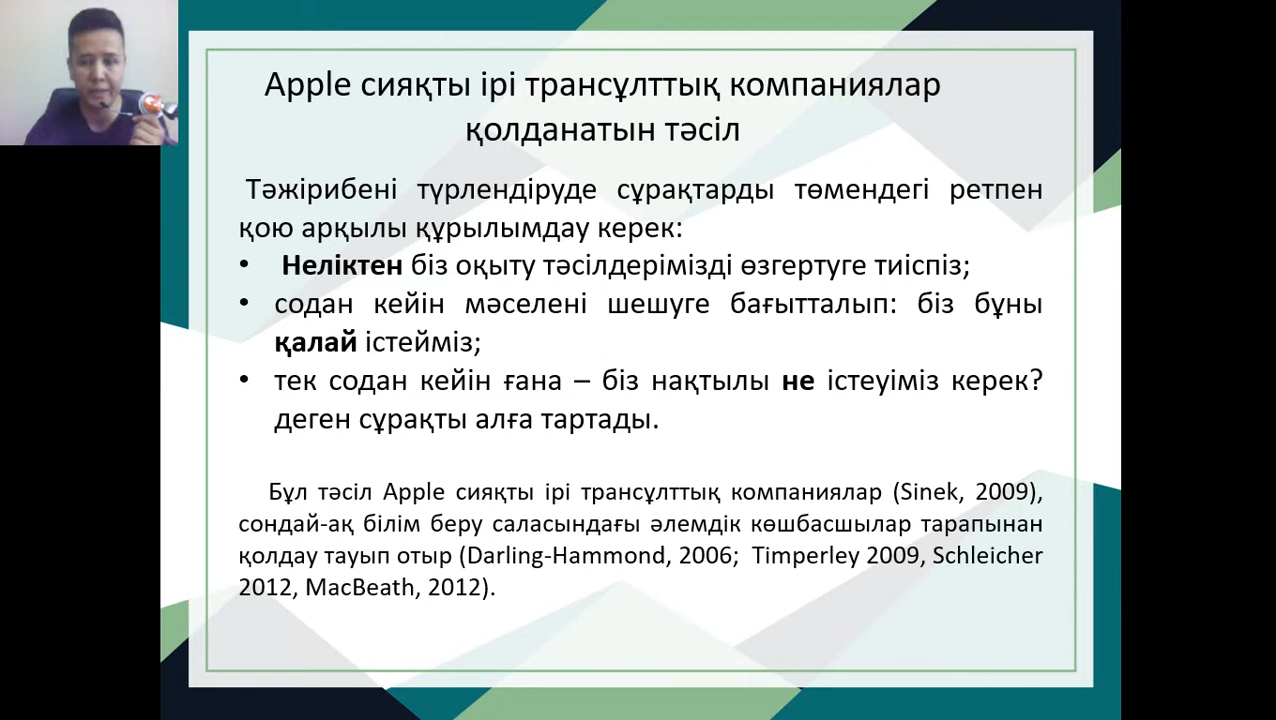 Apple сияқты ірі трансұлттық компаниялар
қолданатын тәсіл
Тәжірибені түрлендіруде сұрақтарды төмендегі ретпен
қою арқылы құрылымдау керек:
• Неліктен біз оқыту тәсілдерімізді өзгертуге тиіспіз;
• содан кейін мәселені шешуге бағытталып: біз бұны
қалай істейміз;
• тек содан кейін ғана – біз нақтылы не істеуіміз керек?
деген сұрақты алға тартады.
Бұл тәсіл Apple сияқты ірі трансұлттық компаниялар (Sinek, 2009),
сондай-ақ білім беру саласындағы әлемдік көшбасшылар тарапынан
қолдау тауып отыр (Darling-Hammond, 2006; Timperley 2009, Schleicher
2012, MacBeath, 2012).